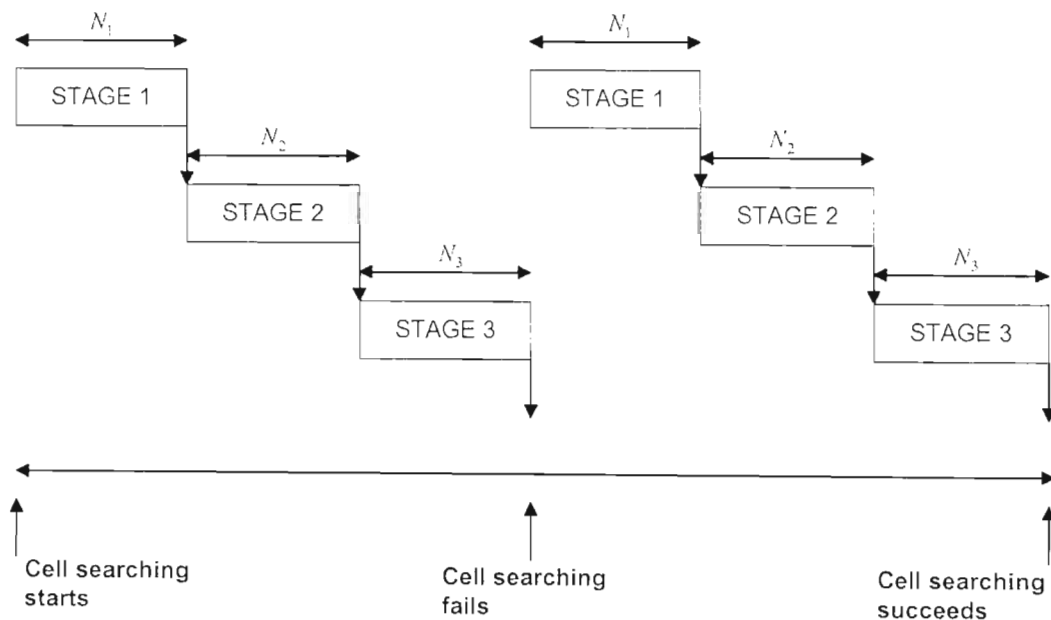 N₁
N₁
STAGE 1
STAGE 1
N₂
N₂
STAGE 2
STAGE 2
N₃
N₃
STAGE 3
STAGE 3
Cell searching
starts
Cell searching
fails
Cell searching
succeeds